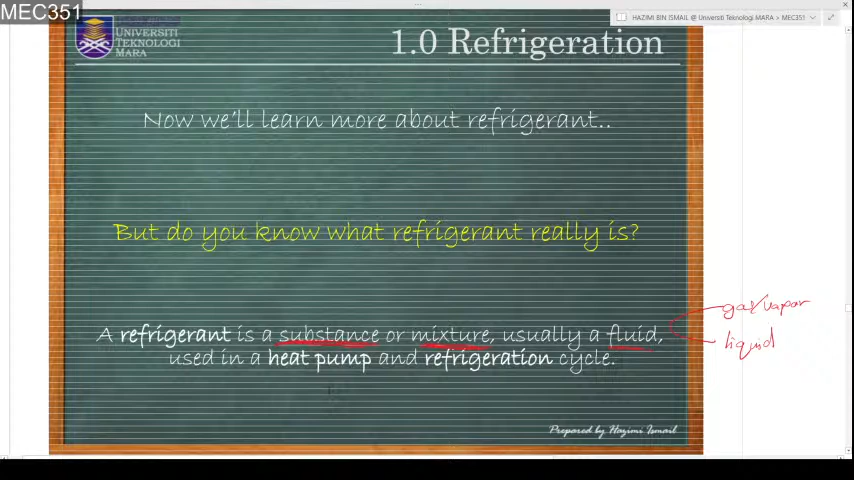 MEC351
HAZIMI BIN ISMAIL @ Universiti Teknologi MARA > MEC351
UNIVERSITI
TEKNOLOGI
MARA
1.0 Refrigeration
Now we'll learn more about refrigerant..
But do you know what refrigerant really is?
A refrigerant is a substance or mixture, usually a fluid,
used in a heat pump and refrigeration cycle.
gas/vapor
liquid
Prepared by Hazimi Ismail